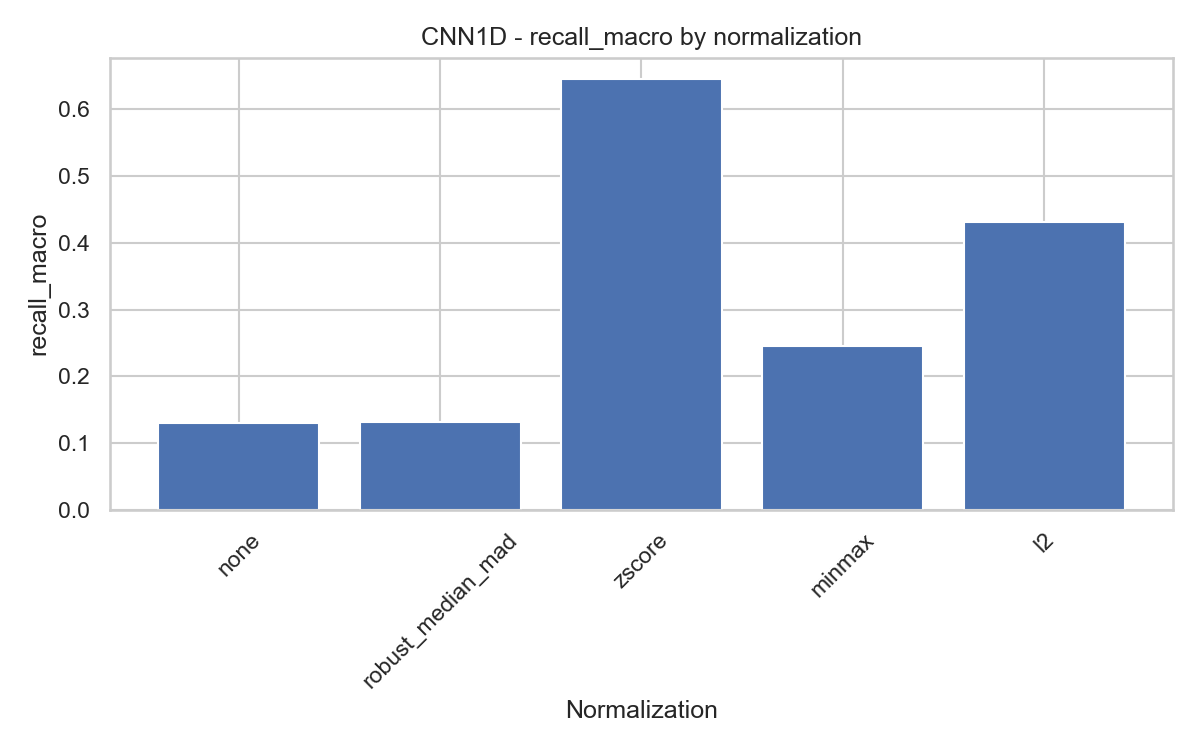 CNN1D - recall_macro by normalization
recall_macro
0.6
0.5
0.4
0.3
0.2
0.1
0.0
none
robust_median_mad
zscore
minmax
l2
Normalization